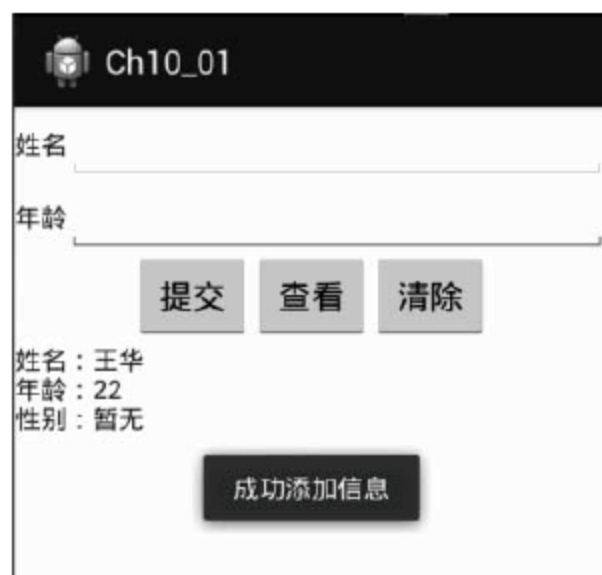 Ch10_01
姓名
年龄
提交 查看 清除
姓名：王华
年龄：22
性别：暂无
成功添加信息